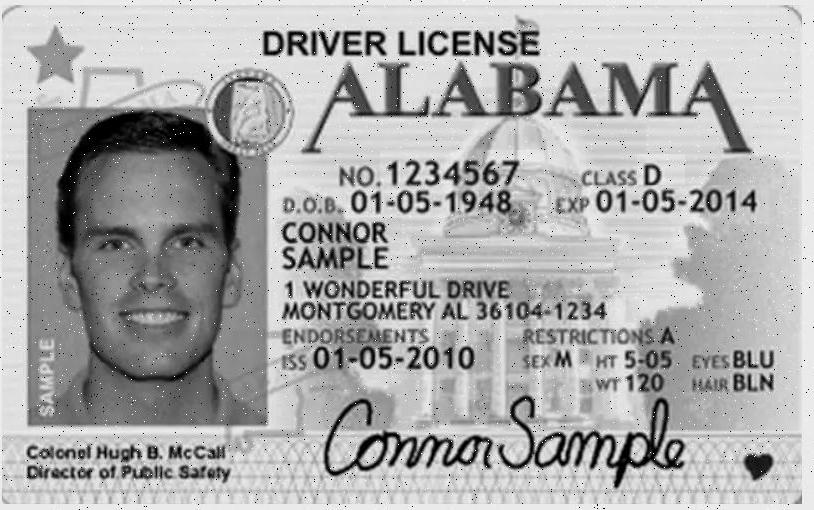 DRIVER LICENSE
ALABAMA
NO. 1234567 CLASS D
D.O.B. 01-05-1948 EXP 01-05-2014
CONNOR
SAMPLE
1 WONDERFUL DRIVE
MONTGOMERY AL 36104-1234
ENDORSEMENTS RESTRICTIONS A
ISS 01-05-2010 SEX M HT 5-05 EYES BLU
WT 120 HAIR BLN
SAMPLE
Connor Sample
Colonel Hugh B. McCall
Director of Public Safety